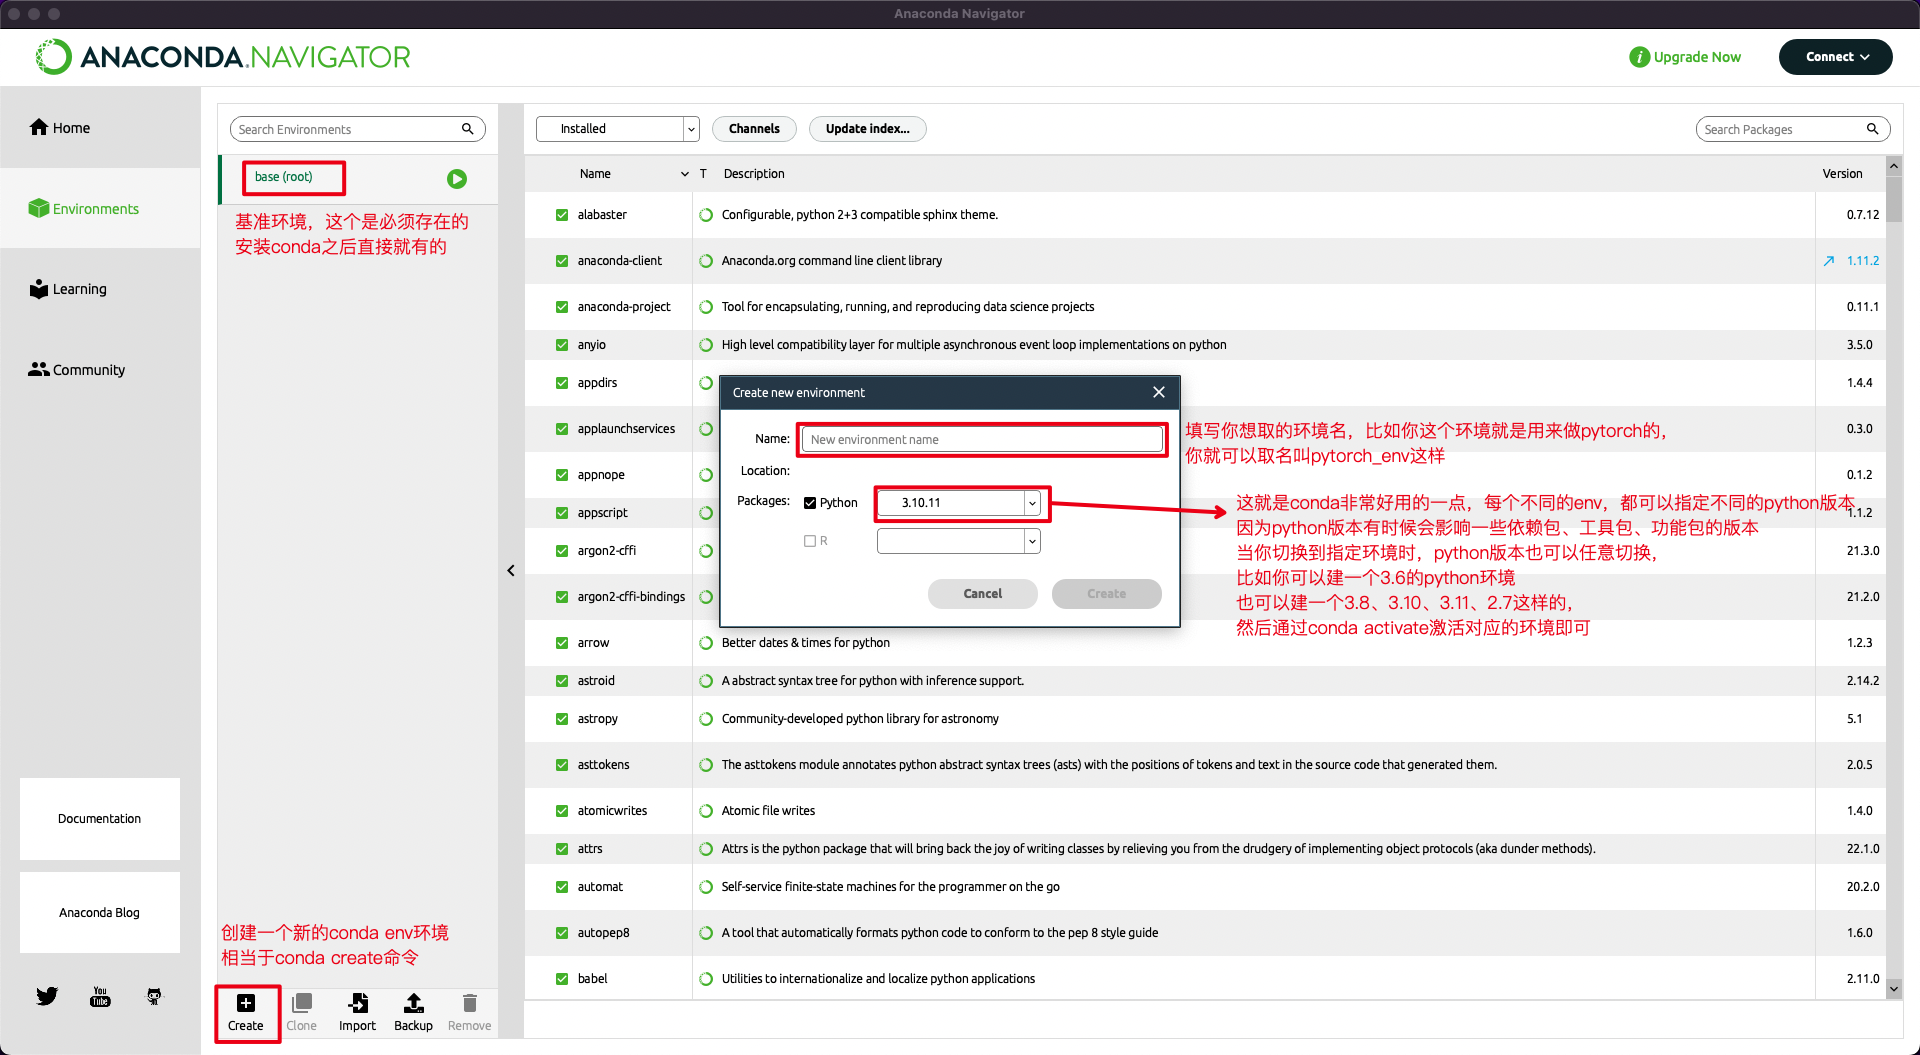 Anaconda Navigator
ANACONDA.NAVIGATOR
Upgrade Now
Connect
Home
Environments
Learning
Community
Documentation
Anaconda Blog
You
Tube
Search Environments
base (root)
基准环境，这个是必须存在的
安装conda之后直接就有的
创建一个新的conda env环境
相当于conda create命令
Create
Clone
Import
Backup
Remove
Installed
Channels
Update index...
Search Packages
Name T Description Version
alabaster Configurable, python 2+3 compatible sphinx theme. 0.7.12
anaconda-client Anaconda.org command line client library 1.11.2
anaconda-project Tool for encapsulating, running, and reproducing data science projects 0.11.1
anyio High level compatibility layer for multiple asynchronous event loop implementations on python 3.5.0
appdirs 1.4.4
applaunchservices 0.3.0
appnope 0.1.2
appscript 1.1.2
argon2-cffi 21.3.0
argon2-cffi-bindings 21.2.0
arrow Better dates & times for python 1.2.3
astroid A abstract syntax tree for python with inference support. 2.14.2
astropy Community-developed python library for astronomy 5.1
asttokens The asttokens module annotates python abstract syntax trees (asts) with the positions of tokens and text in the source code that generated them. 2.0.5
atomicwrites Atomic file writes 1.4.0
attrs Attrs is the python package that will bring back the joy of writing classes by relieving you from the drudgery of implementing object protocols (aka dunder methods). 22.1.0
automat Self-service finite-state machines for the programmer on the go 20.2.0
autopep8 A tool that automatically formats python code to conform to the pep 8 style guide 1.6.0
babel Utilities to internationalize and localize python applications 2.11.0
Create new environment
Name: New environment name
Location:
Packages: Python 3.10.11
R
Cancel
Create
填写你想取的环境名，比如你这个环境就是用来做pytorch的，
你就可以取名叫pytorch_env这样
这就是conda非常好用的一点，每个不同的env，都可以指定不同的python版本
因为python版本有时候会影响一些依赖包、工具包、功能包的版本
当你切换到指定环境时，python版本也可以任意切换，
比如你可以建一个3.6的python环境
也可以建一个3.8、3.10、3.11、2.7这样的，
然后通过conda activate激活对应的环境即可